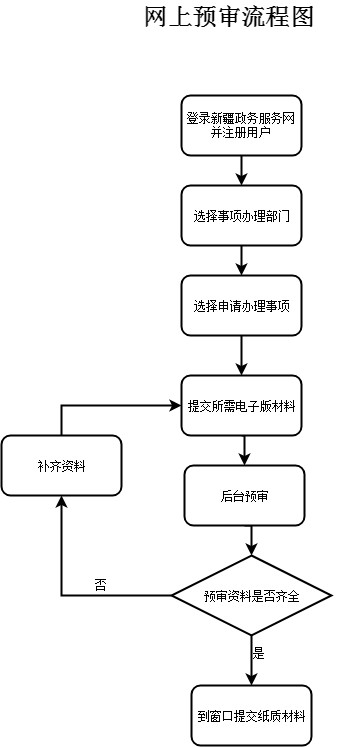 网上预审流程图
登录新疆政务服务网
并注册用户
选择事项办理部门
选择申请办理事项
提交所需电子版材料
补齐资料
后台预审
否
预审资料是否齐全
是
到窗口提交纸质材料